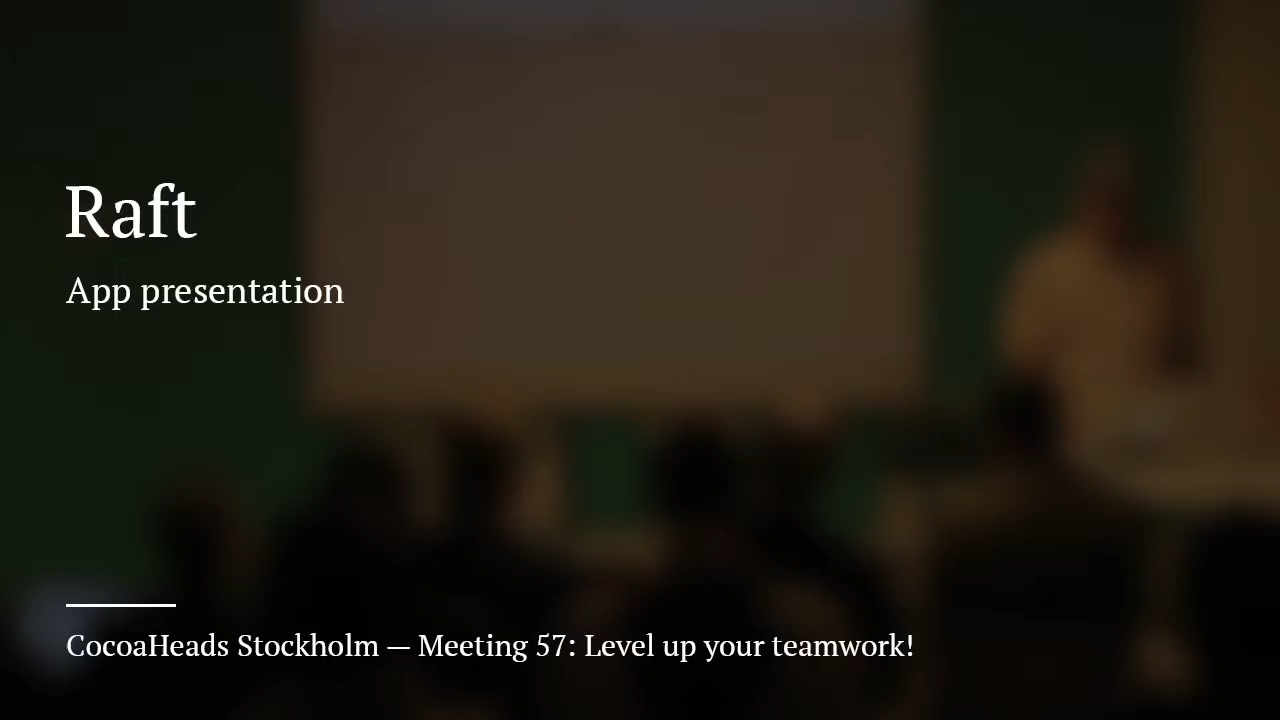 Raft
App presentation
CocoaHeads Stockholm — Meeting 57: Level up your teamwork!